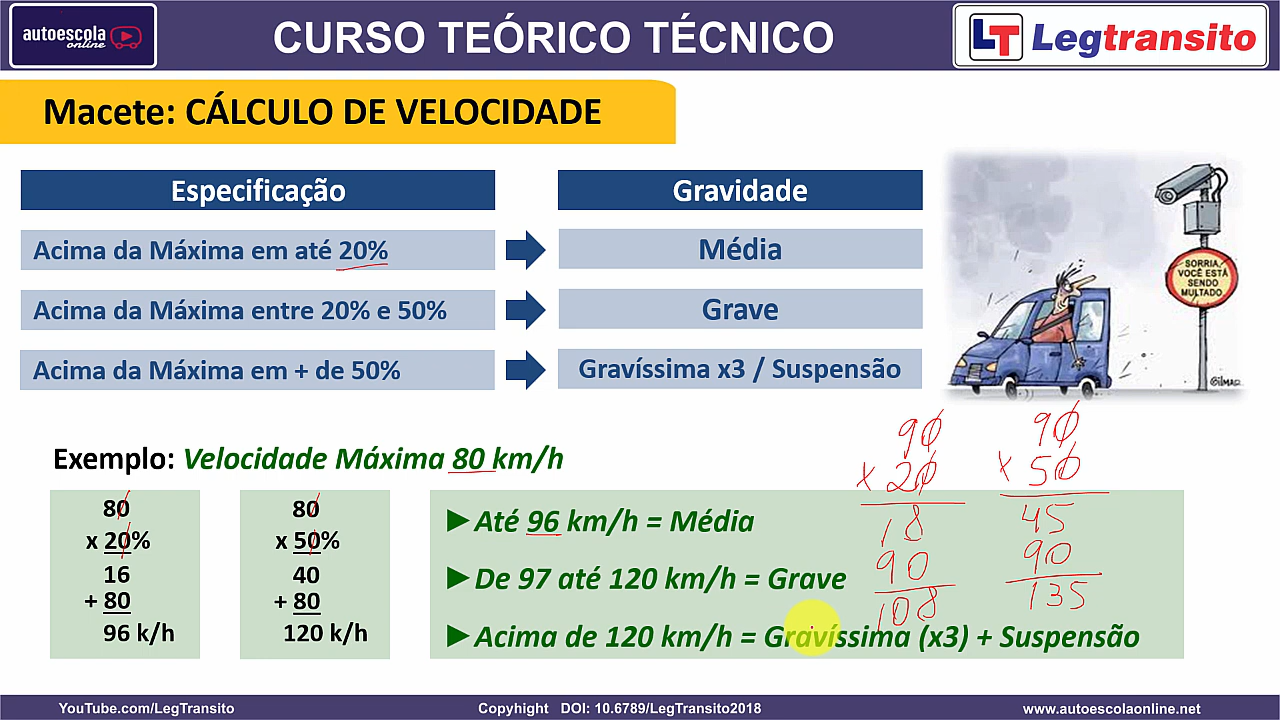 autoescola
online
CURSO TEÓRICO TÉCNICO
LT Legtransito
Macete: CÁLCULO DE VELOCIDADE
Especificação
Gravidade
Acima da Máxima em até 20%
Média
Acima da Máxima entre 20% e 50%
Grave
Acima da Máxima em + de 50%
Gravíssima x3 / Suspensão
SORRIA,
VOCÊ ESTÁ
SENDO
MULTADO
©iLMAR
Exemplo: Velocidade Máxima 80 km/h
80
x 20%
16
+ 80
96 k/h
80
x 50%
40
+ 80
120 k/h
►Até 96 km/h = Média
►De 97 até 120 km/h = Grave
►Acima de 120 km/h = Gravíssima (x3) + Suspensão
90
x 20
18
90
108
90
x 50
45
90
135
YouTube.com/LegTransito
Copyhight DOI: 10.6789/LegTransito2018
www.autoescolaonline.net